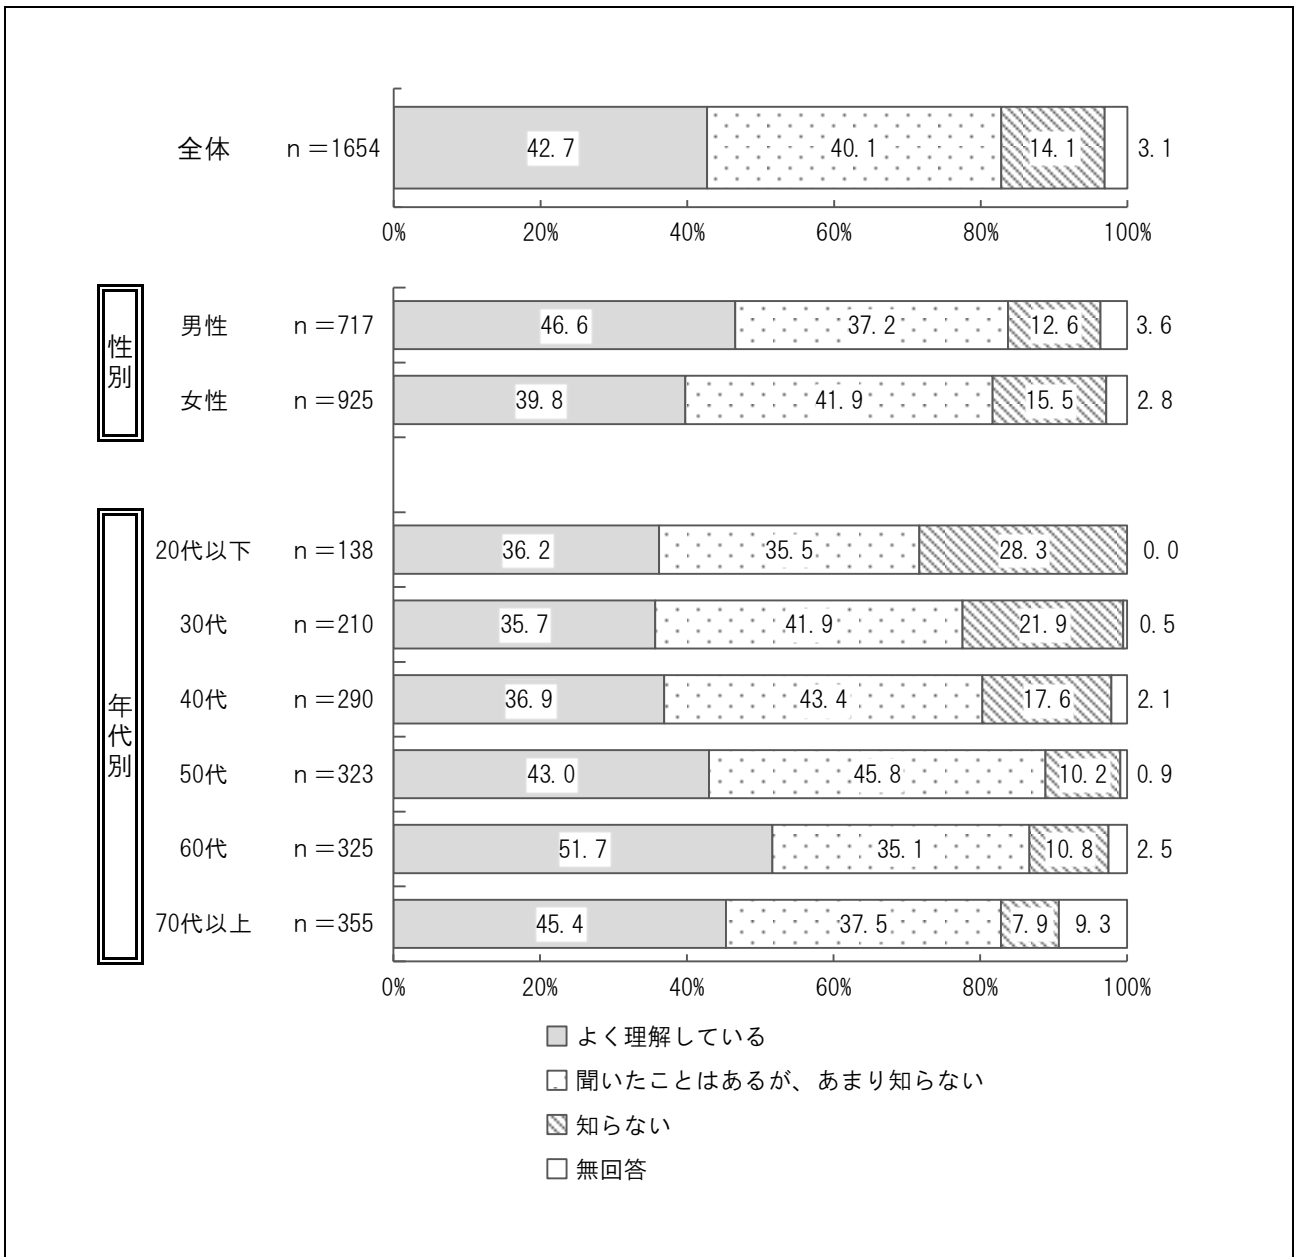 全体 n=1654 42.7 40.1 14.1 3.1
0% 20% 40% 60% 80% 100%
性別
男性 n=717 46.6 37.2 12.6 3.6
女性 n=925 39.8 41.9 15.5 2.8
年代別
20代以下 n=138 36.2 35.5 28.3 0.0
30代 n=210 35.7 41.9 21.9 0.5
40代 n=290 36.9 43.4 17.6 2.1
50代 n=323 43.0 45.8 10.2 0.9
60代 n=325 51.7 35.1 10.8 2.5
70代以上 n=355 45.4 37.5 7.9 9.3
0% 20% 40% 60% 80% 100%
よく理解している
聞いたことはあるが、あまり知らない
知らない
無回答